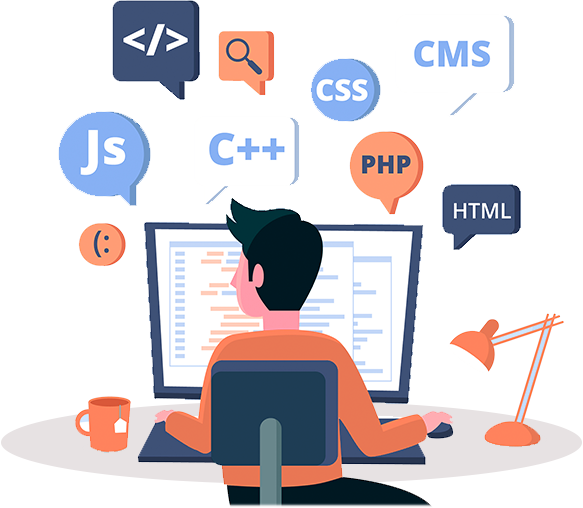 </>
CMS
CSS
Js
C++
PHP
HTML
(: